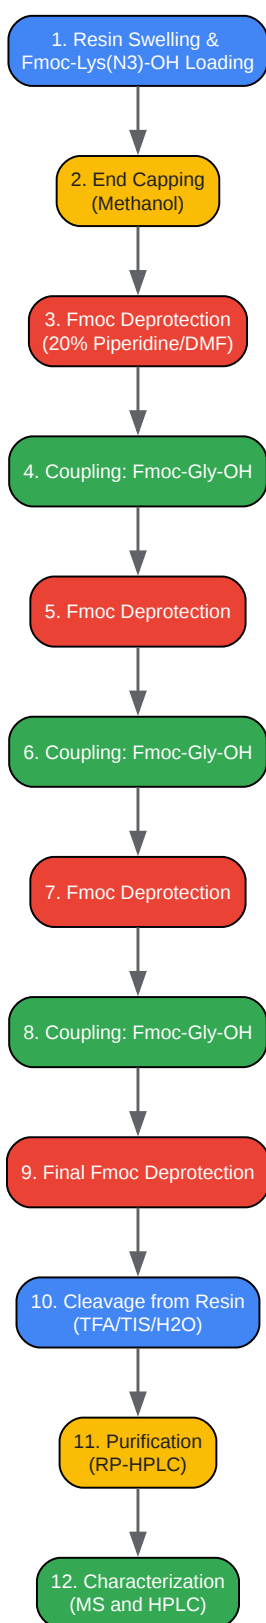 1. Resin Swelling &
Fmoc-Lys(N3)-OH Loading
2. End Capping
(Methanol)
3. Fmoc Deprotection
(20% Piperidine/DMF)
4. Coupling: Fmoc-Gly-OH
5. Fmoc Deprotection
6. Coupling: Fmoc-Gly-OH
7. Fmoc Deprotection
8. Coupling: Fmoc-Gly-OH
9. Final Fmoc Deprotection
10. Cleavage from Resin
(TFA/TIS/H2O)
11. Purification
(RP-HPLC)
12. Characterization
(MS and HPLC)